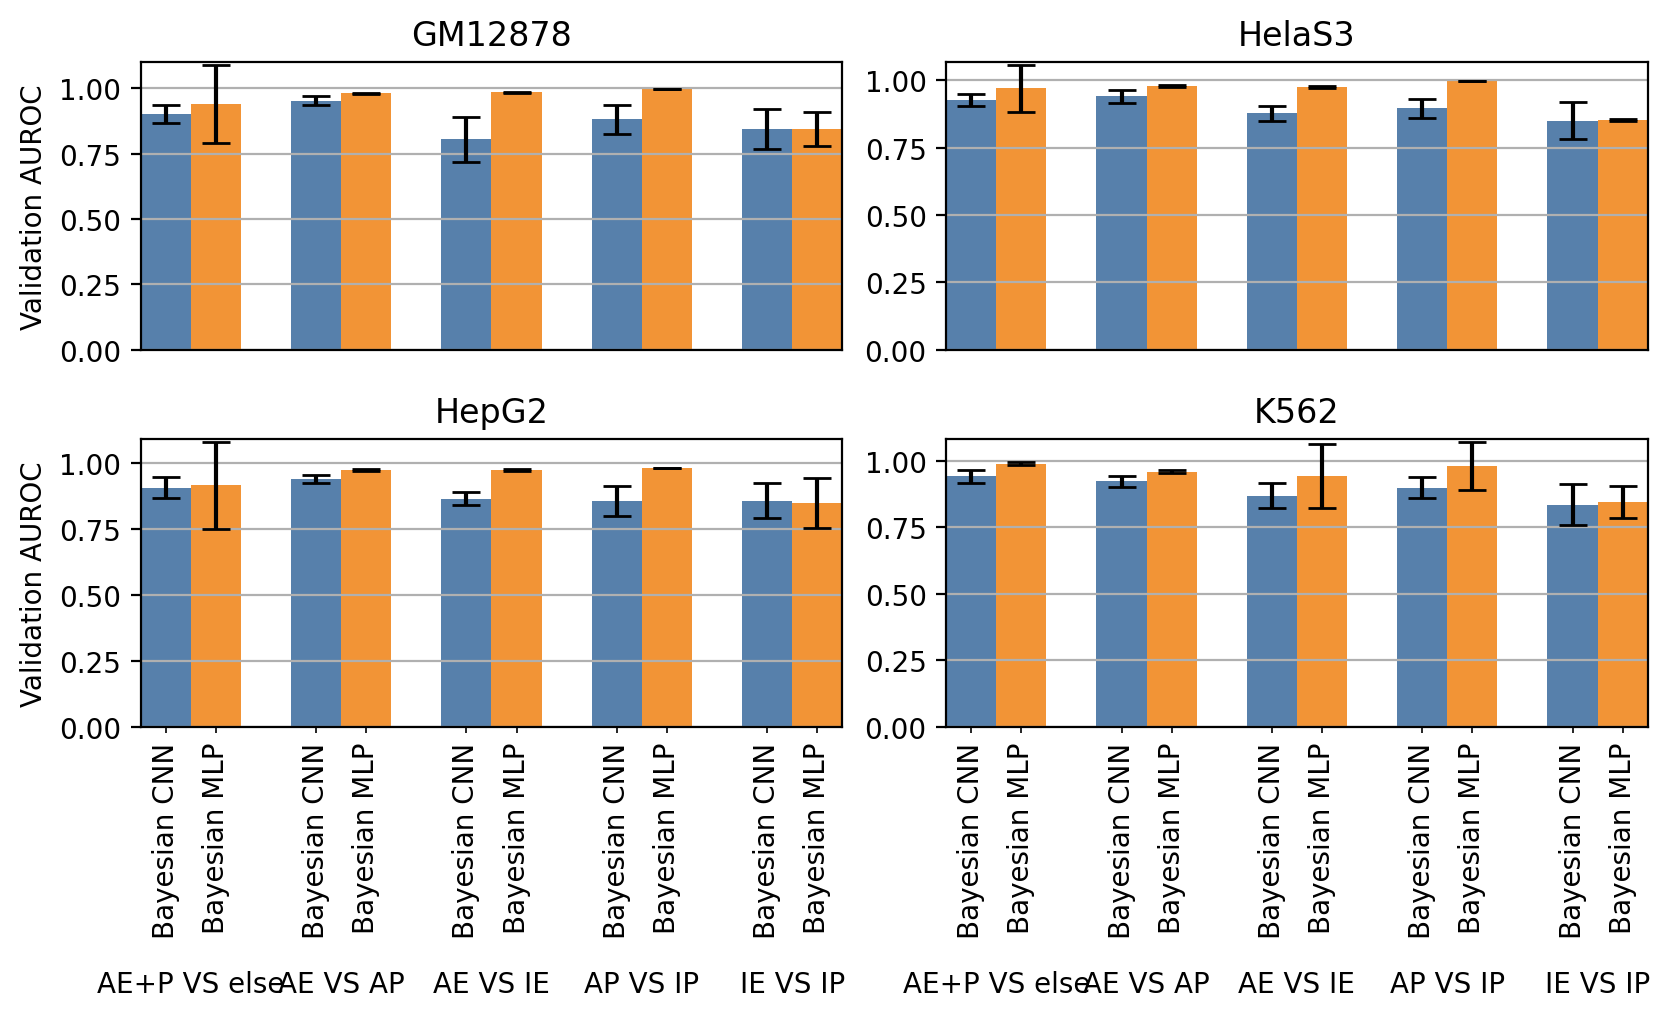 GM12878
HelaS3
Validation AUROC
1.00
0.75
0.50
0.25
0.00
1.00
0.75
0.50
0.25
0.00
HepG2
K562
Validation AUROC
1.00
0.75
0.50
0.25
0.00
1.00
0.75
0.50
0.25
0.00
Bayesian CNN
Bayesian MLP
Bayesian CNN
Bayesian MLP
Bayesian CNN
Bayesian MLP
Bayesian CNN
Bayesian MLP
Bayesian CNN
Bayesian MLP
Bayesian CNN
Bayesian MLP
Bayesian CNN
Bayesian MLP
Bayesian CNN
Bayesian MLP
Bayesian CNN
Bayesian MLP
Bayesian CNN
Bayesian MLP
AE+P VS else
AE VS AP
AE VS IE
AP VS IP
IE VS IP
AE+P VS else
AE VS AP
AE VS IE
AP VS IP
IE VS IP